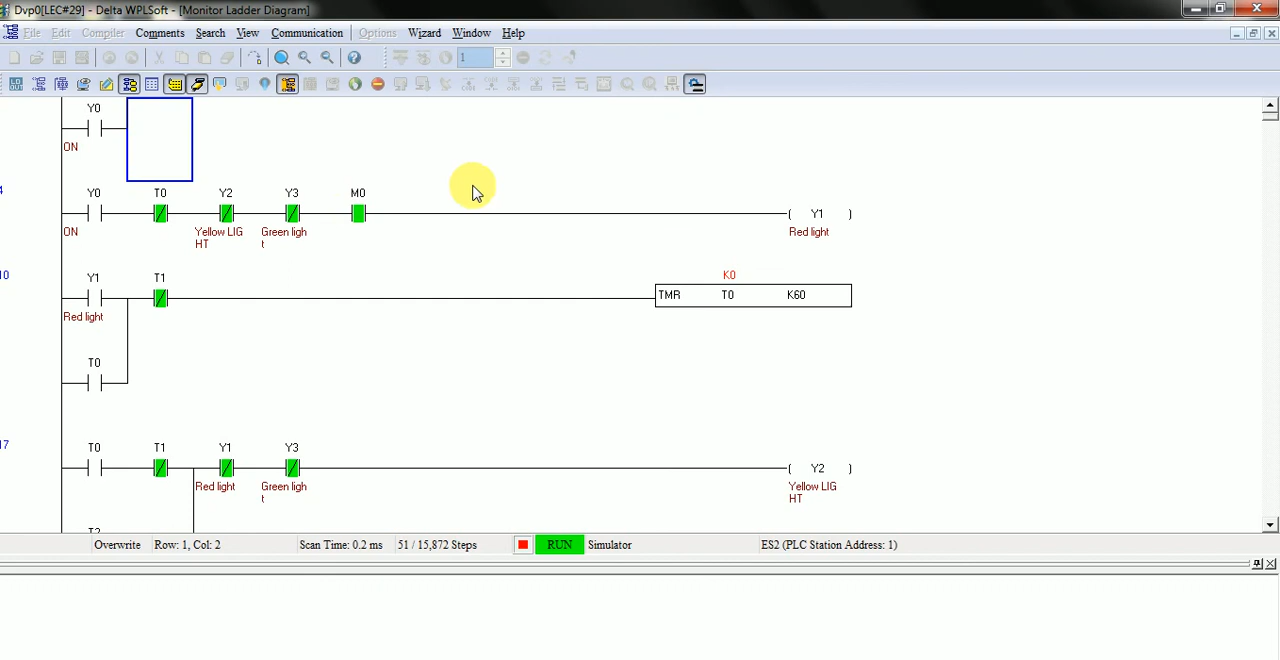 Dvp0[LEC#29] - Delta WPLSoft - [Monitor Ladder Diagram]
File Edit Compiler Comments Search View Communication Options Wizard Window Help
1
Y0
ON
4
Y0 T0 Y2 Y3 M0 Y1
ON Yellow LIG Green ligh Red light
HT t
10
K0
Y1 T1 TMR T0 K60
Red light
T0
17
T0 T1 Y1 Y3 Y2
Red light Green ligh Yellow LIG
t HT
T2
Overwrite Row: 1, Col: 2 Scan Time: 0.2 ms 51 / 15,872 Steps RUN Simulator ES2 (PLC Station Address: 1)